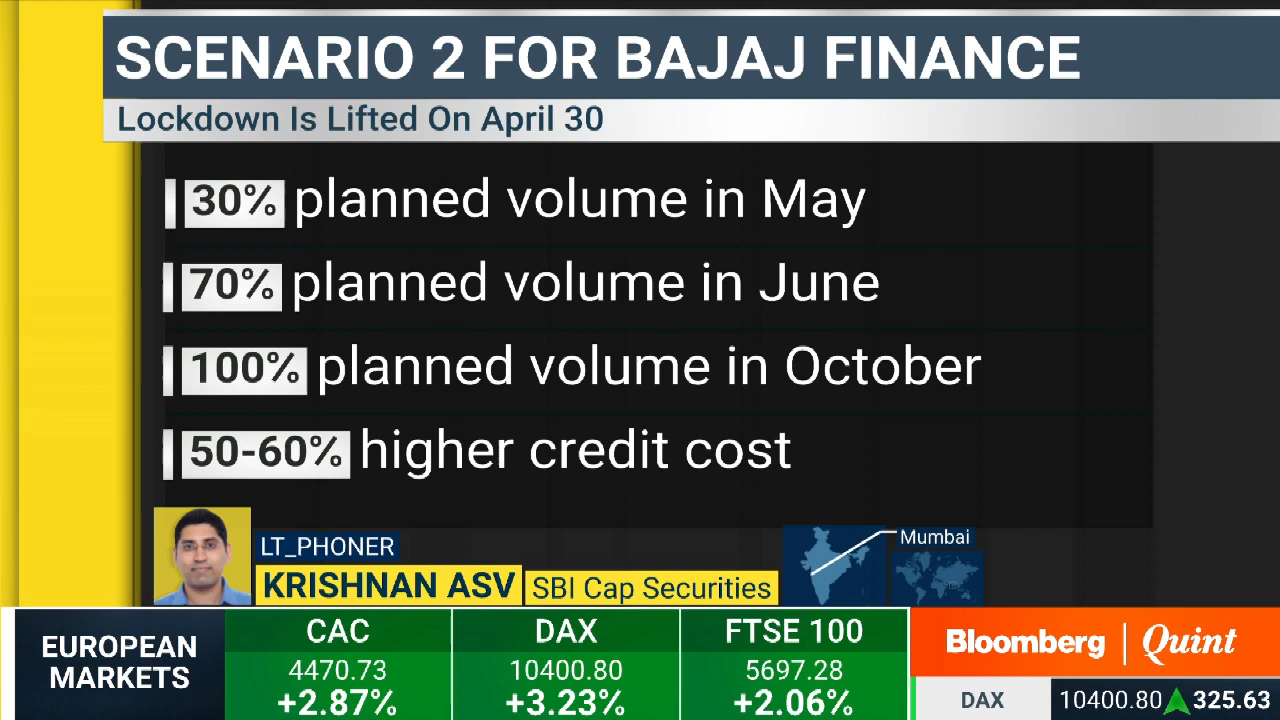 SCENARIO 2 FOR BAJAJ FINANCE
Lockdown Is Lifted On April 30
30% planned volume in May
70% planned volume in June
100% planned volume in October
50-60% higher credit cost
LT_PHONER
KRISHNAN ASV SBI Cap Securities
Mumbai
EUROPEAN MARKETS
CAC
4470.73
+2.87%
DAX
10400.80
+3.23%
FTSE 100
5697.28
+2.06%
Bloomberg | Quint
DAX 10400.80 325.63